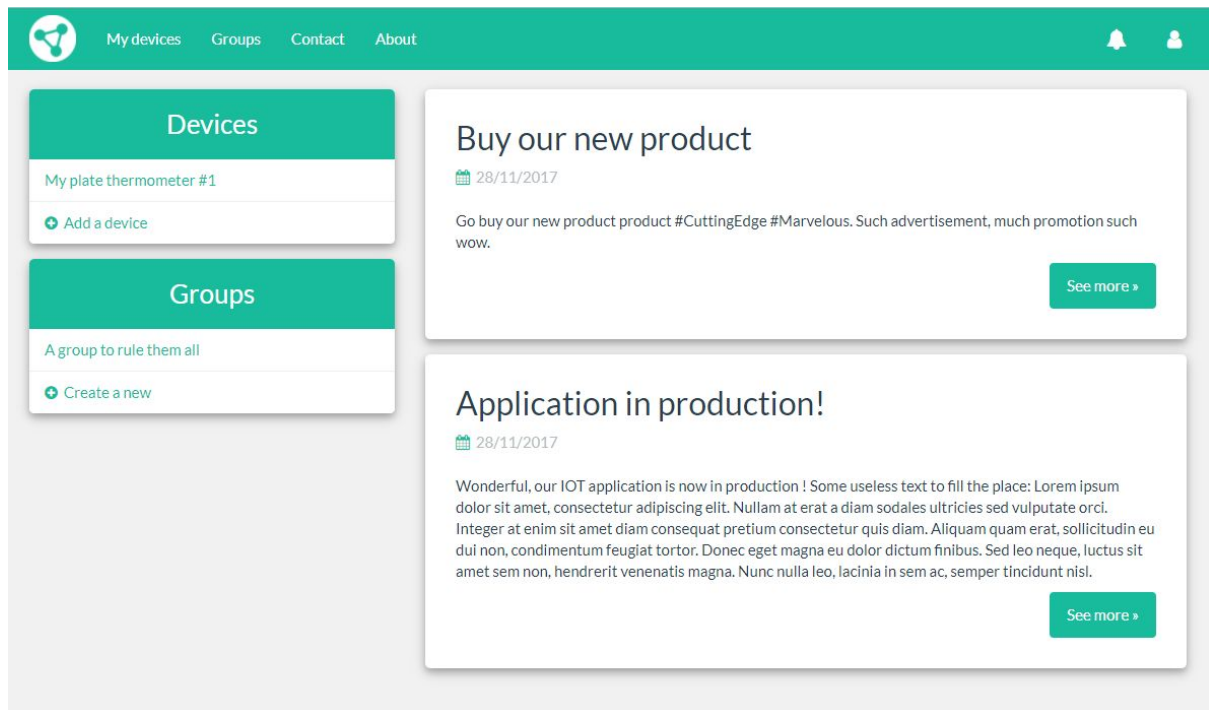 My devices Groups Contact About
Devices
My plate thermometer #1
Add a device
Groups
A group to rule them all
Create a new
Buy our new product
28/11/2017
Go buy our new product product #CuttingEdge #Marvelous. Such advertisement, much promotion such
wow.
See more »
Application in production!
28/11/2017
Wonderful, our IOT application is now in production ! Some useless text to fill the place: Lorem ipsum
dolor sit amet, consectetur adipiscing elit. Nullam at erat a diam sodales ultricies sed vulputate orci.
Integer at enim sit amet diam consequat pretium consectetur quis diam. Aliquam quam erat, sollicitudin eu
dui non, condimentum feugiat tortor. Donec eget magna eu dolor dictum finibus. Sed leo neque, luctus sit
amet sem non, hendrerit venenatis magna. Nunc nulla leo, lacinia in sem ac, semper tincidunt nisl.
See more »